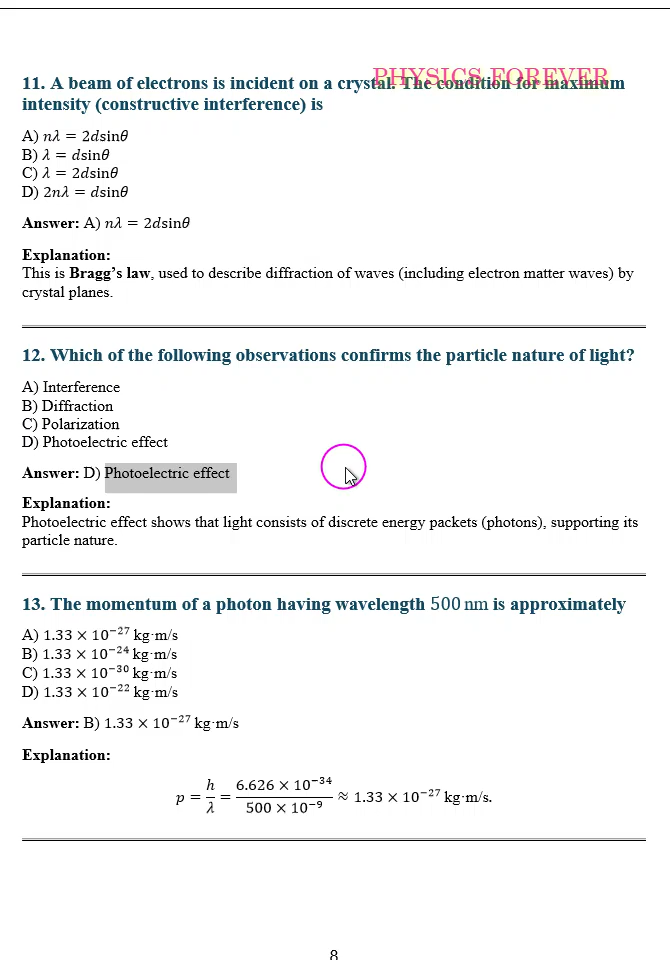 PHYSICS FOREVER
11. A beam of electrons is incident on a crystal. The condition for maximum
intensity (constructive interference) is
A) nλ = 2dsinθ
B) λ = dsinθ
C) λ = 2dsinθ
D) 2nλ = dsinθ
Answer: A) nλ = 2dsinθ
Explanation:
This is Bragg’s law, used to describe diffraction of waves (including electron matter waves) by
crystal planes.
12. Which of the following observations confirms the particle nature of light?
A) Interference
B) Diffraction
C) Polarization
D) Photoelectric effect
Answer: D) Photoelectric effect
Explanation:
Photoelectric effect shows that light consists of discrete energy packets (photons), supporting its
particle nature.
13. The momentum of a photon having wavelength 500 nm is approximately
A) 1.33 × 10⁻²⁷ kg·m/s
B) 1.33 × 10⁻²⁴ kg·m/s
C) 1.33 × 10⁻³⁰ kg·m/s
D) 1.33 × 10⁻²² kg·m/s
Answer: B) 1.33 × 10⁻²⁷ kg·m/s
Explanation:
p = h/λ = 6.626 × 10⁻³⁴ / 500 × 10⁻⁹ ≈ 1.33 × 10⁻²⁷ kg·m/s.
8